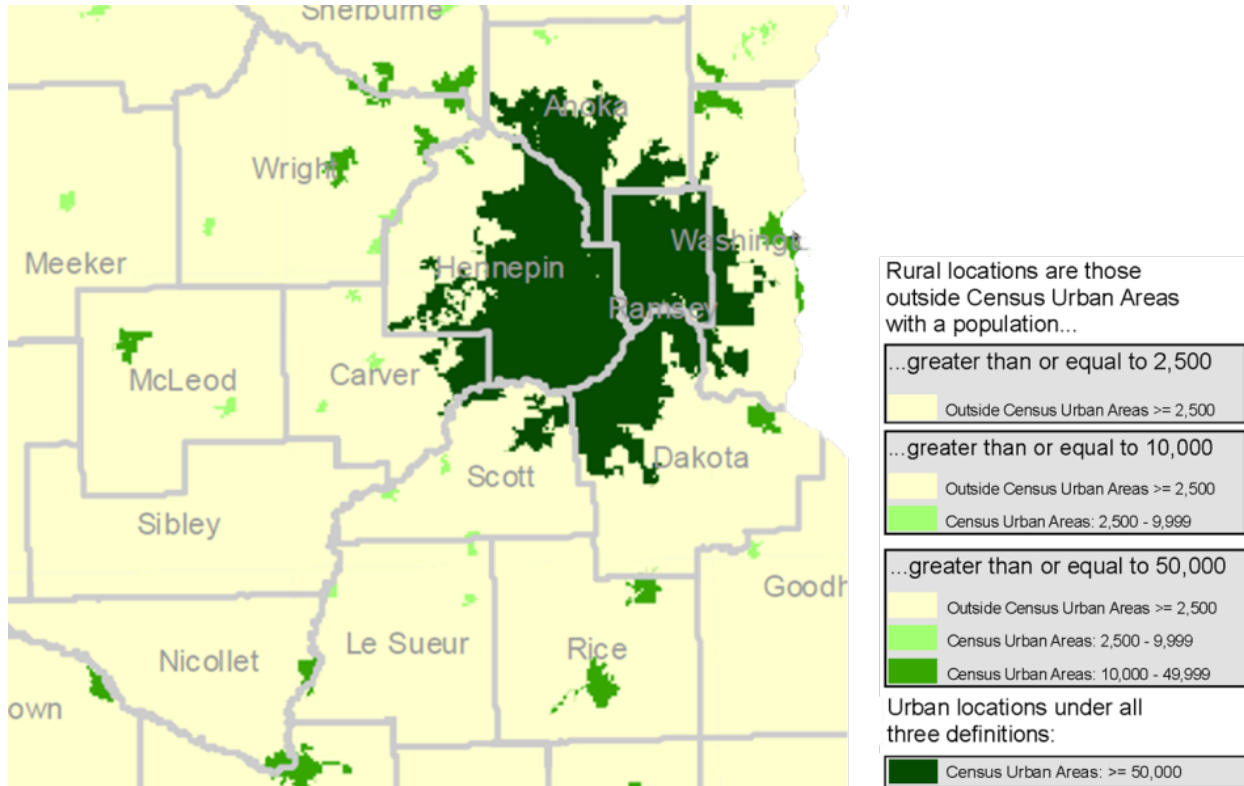 Sherburne
Anoka
Wright
Washingt
Meeker
Hennepin
Ramsey
McLeod
Carver
Scott
Dakota
Sibley
Goodh
Le Sueur
Rice
Nicollet
own
Rural locations are those
outside Census Urban Areas
with a population...
...greater than or equal to 2,500
Outside Census Urban Areas >= 2,500
...greater than or equal to 10,000
Outside Census Urban Areas >= 2,500
Census Urban Areas: 2,500 - 9,999
...greater than or equal to 50,000
Outside Census Urban Areas >= 2,500
Census Urban Areas: 2,500 - 9,999
Census Urban Areas: 10,000 - 49,999
Urban locations under all
three definitions:
Census Urban Areas: >= 50,000